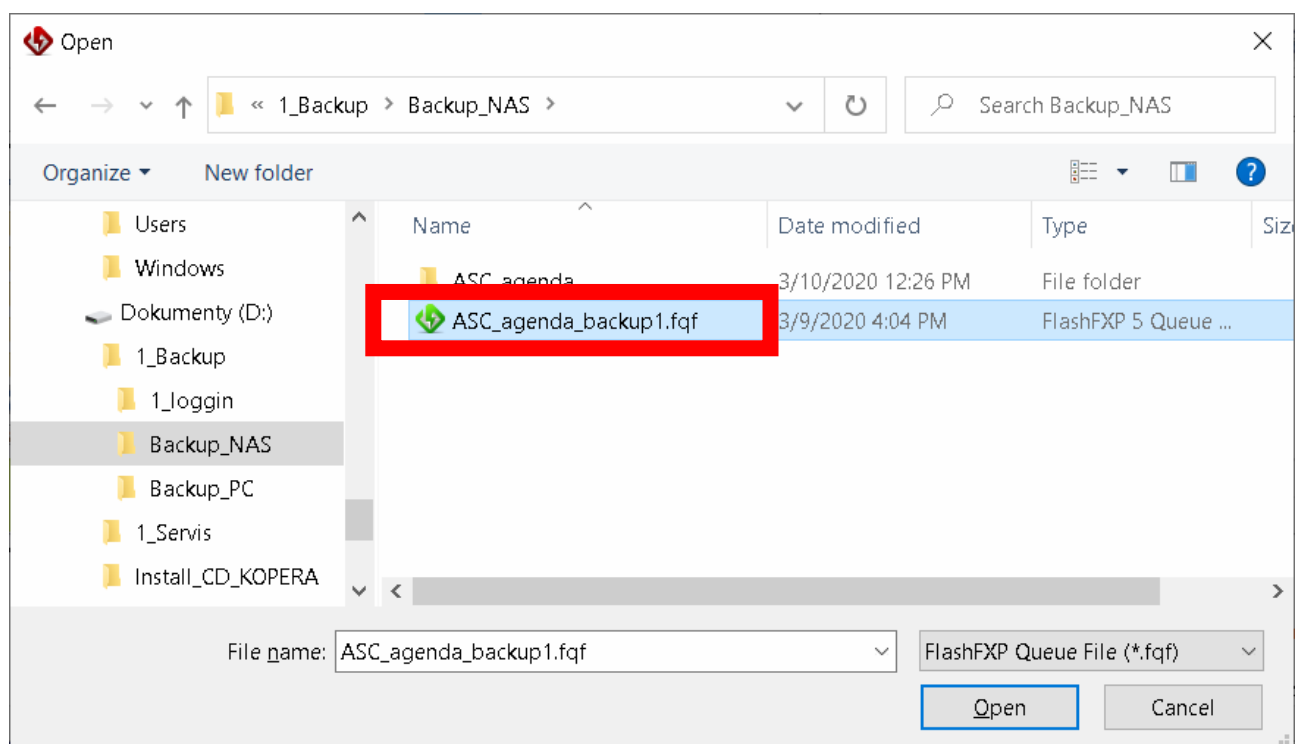 Open
« 1_Backup > Backup_NAS >
Search Backup_NAS
Organize
New folder
?
Name
Date modified
Type
Siz
Users
Windows
Dokumenty (D:)
1_Backup
1_loggin
Backup_NAS
Backup_PC
1_Servis
Install_CD_KOPERA
ASC_agenda 3/10/2020 12:26 PM File folder
ASC_agenda_backup1.fqf 3/9/2020 4:04 PM FlashFXP 5 Queue ...
File name: ASC_agenda_backup1.fqf
FlashFXP Queue File (*.fqf)
Open
Cancel